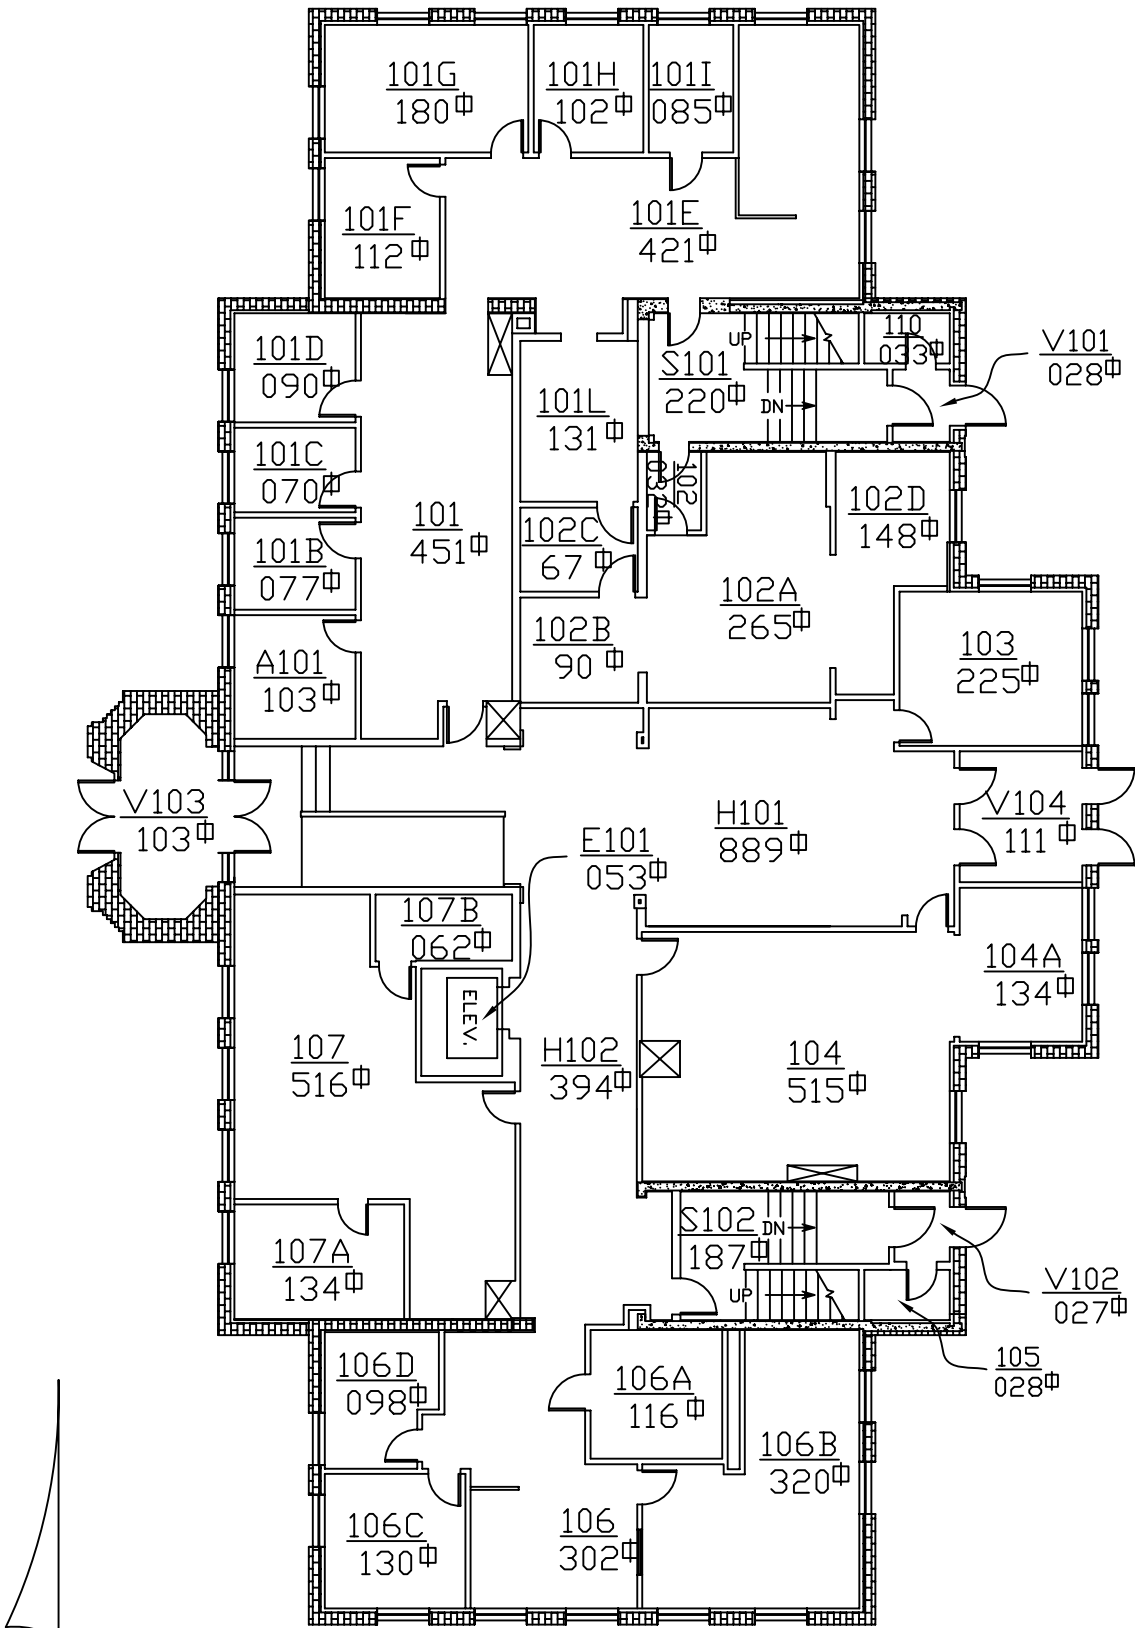 101G
180
101H
102
101I
085
101F
112
101E
421
101D
090
101L
131
S101
220
UP
DN
110
033
V101
028
101C
070
101
451
102
032
102D
148
101B
077
102C
67
102A
265
102B
90
A101
103
103
225
V103
103
H101
889
V104
111
E101
053
107B
062
104A
134
ELEV.
107
516
H102
394
104
515
S102
187
DN
UP
107A
134
V102
027
105
028
106D
098
106A
116
106B
320
106C
130
106
302